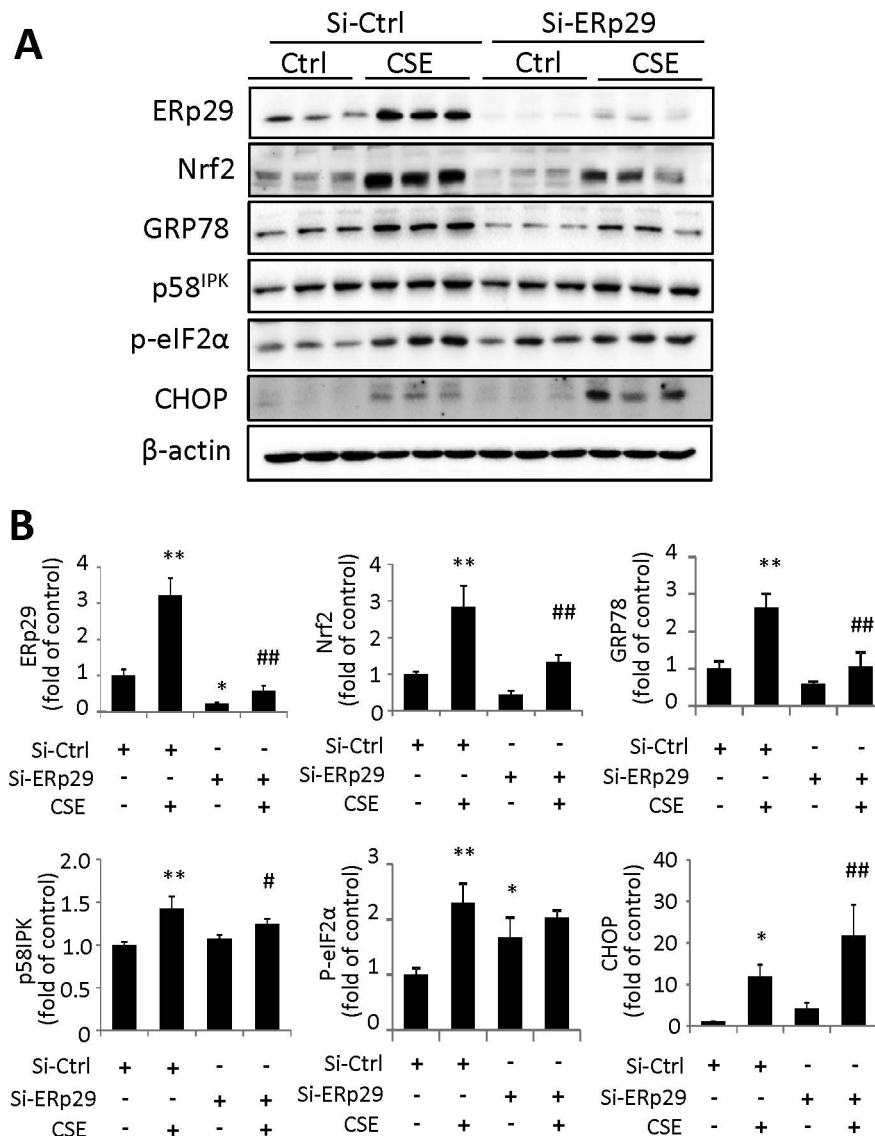 A
Si-Ctrl Si-ERp29
Ctrl CSE Ctrl CSE
ERp29
Nrf2
GRP78
p58IPK
p-eIF2α
CHOP
β-actin
B
ERp29
(fold of control)
4
3
2
1
0
**
*
##
Si-Ctrl + + - -
Si-ERp29 - - + +
CSE - + - +
Nrf2
(fold of control)
4
3
2
1
0
**
##
Si-Ctrl + + - -
Si-ERp29 - - + +
CSE - + - +
GRP78
(fold of control)
4
3
2
1
0
**
##
Si-Ctrl + + - -
Si-ERp29 - - + +
CSE - + - +
p58IPK
(fold of control)
2.0
1.5
1.0
0.5
0
**
#
Si-Ctrl + + - -
Si-ERp29 - - + +
CSE - + - +
P-eIF2α
(fold of control)
3
2
1
0
**
*
Si-Ctrl + + - -
Si-ERp29 - - + +
CSE - + - +
CHOP
(fold of control)
40
30
20
10
0
*
##
Si-Ctrl + + - -
Si-ERp29 - - + +
CSE - + - +